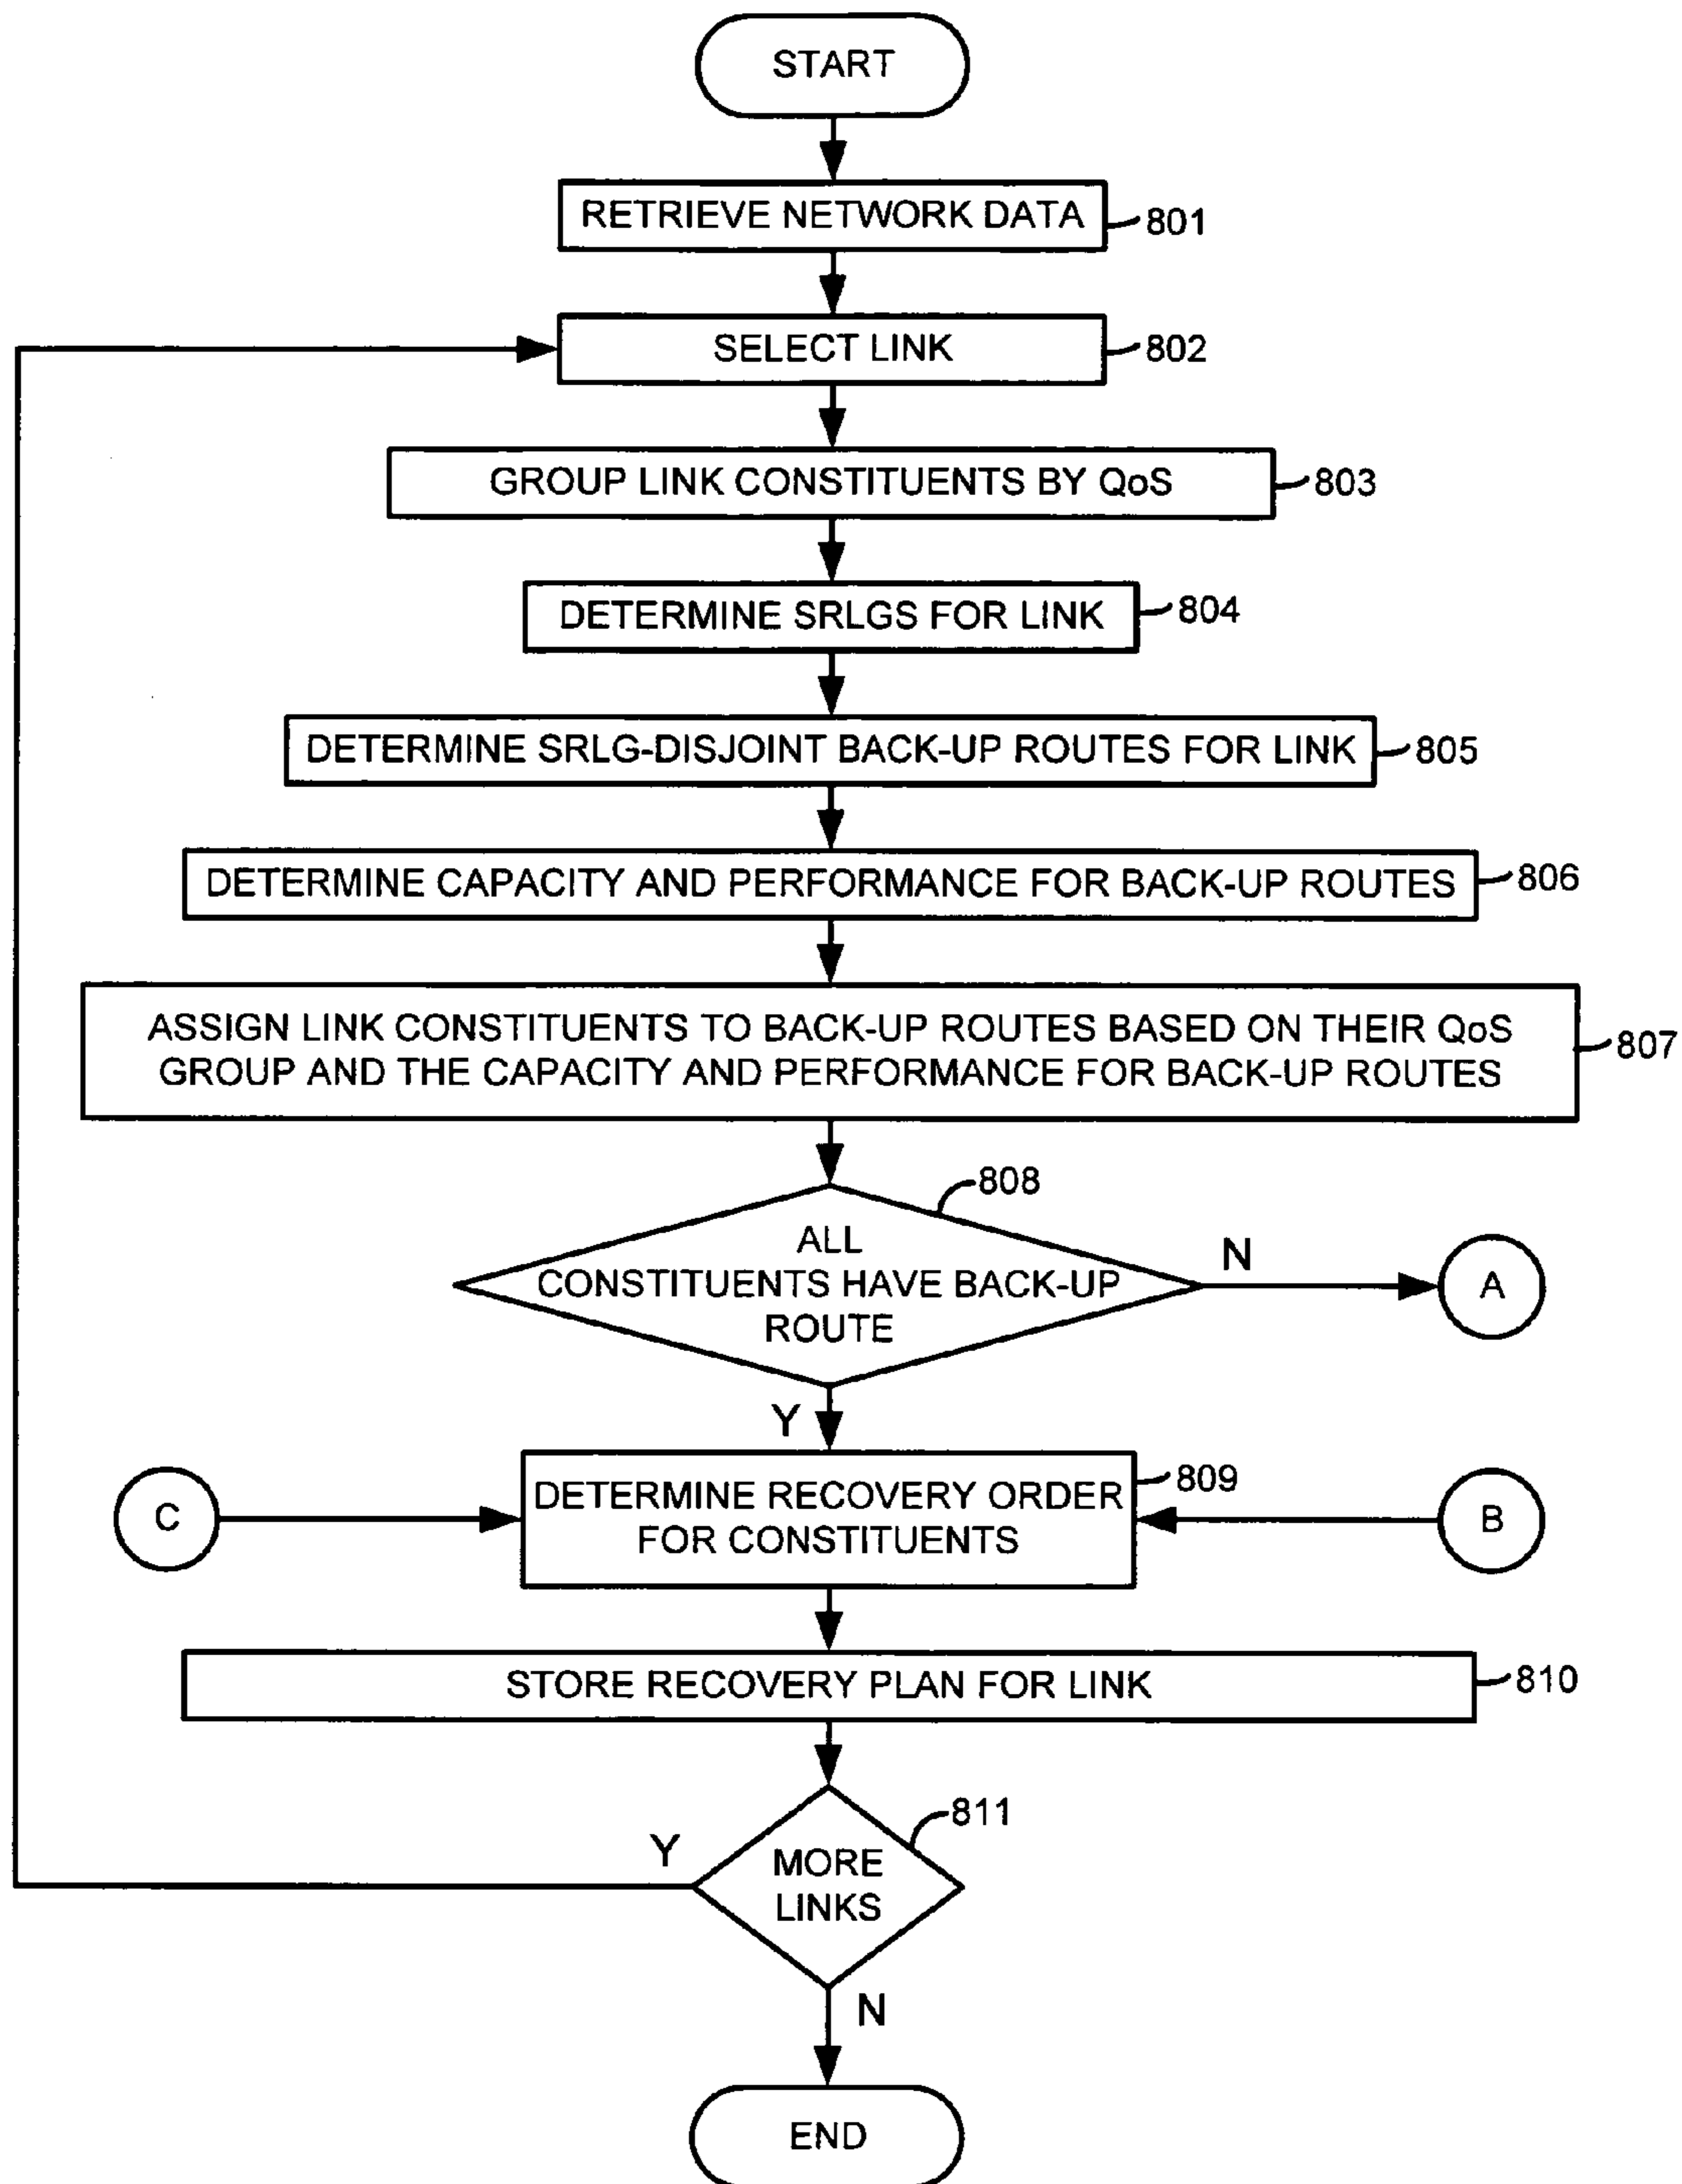 START
RETRIEVE NETWORK DATA
801
SELECT LINK
802
GROUP LINK CONSTITUENTS BY QoS
803
DETERMINE SRLGS FOR LINK
804
DETERMINE SRLG-DISJOINT BACK-UP ROUTES FOR LINK
805
DETERMINE CAPACITY AND PERFORMANCE FOR BACK-UP ROUTES
806
ASSIGN LINK CONSTITUENTS TO BACK-UP ROUTES BASED ON THEIR QoS
GROUP AND THE CAPACITY AND PERFORMANCE FOR BACK-UP ROUTES
807
808
ALL
CONSTITUENTS HAVE BACK-UP
ROUTE
N
A
Y
C
DETERMINE RECOVERY ORDER
FOR CONSTITUENTS
809
B
STORE RECOVERY PLAN FOR LINK
810
811
Y
MORE
LINKS
N
END